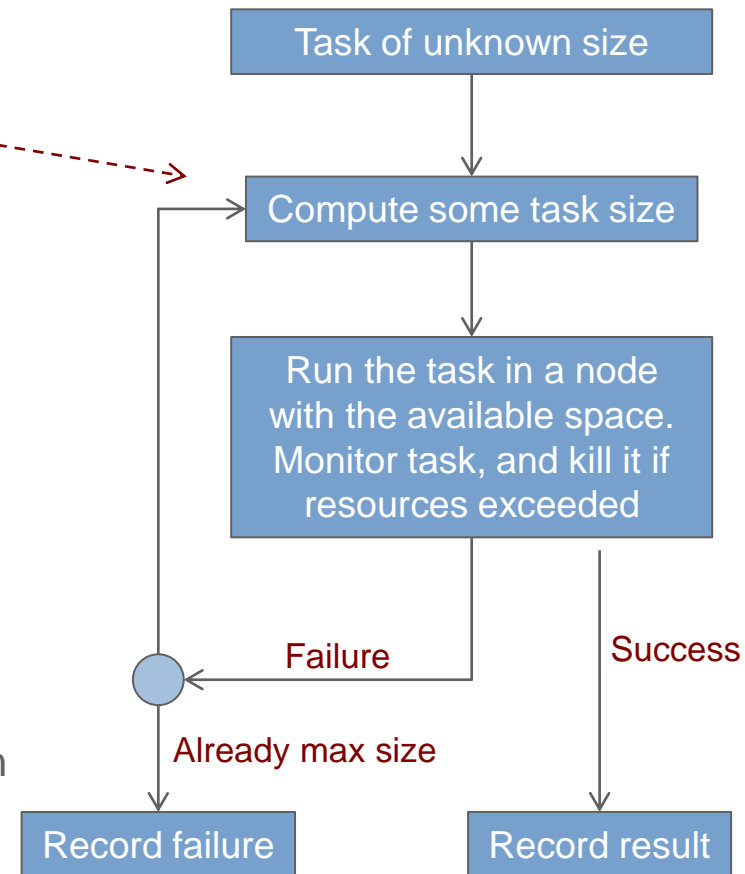 Task of unknown size
Compute some task size
Run the task in a node
with the available space.
Monitor task, and kill it if
resources exceeded
Failure
Success
Already max size
Record failure
Record result